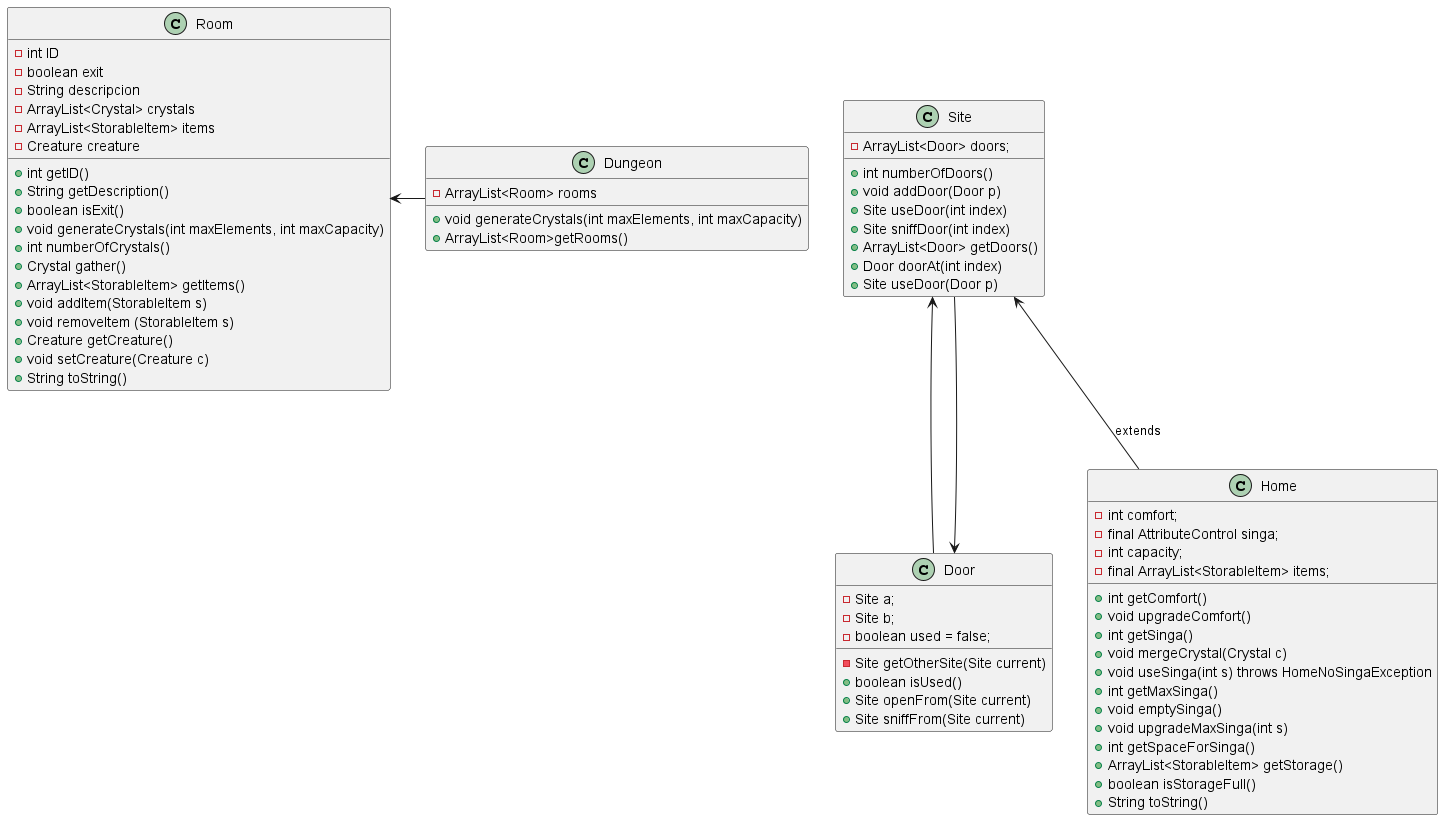 C Room
int ID
boolean exit
String descripcion
ArrayList<Crystal> crystals
ArrayList<StorableItem> items
Creature creature
int getID()
String getDescription()
boolean isExit()
void generateCrystals(int maxElements, int maxCapacity)
int numberOfCrystals()
Crystal gather()
ArrayList<StorableItem> getItems()
void addItem(StorableItem s)
void removeItem (StorableItem s)
Creature getCreature()
void setCreature(Creature c)
String toString()
C Dungeon
ArrayList<Room> rooms
void generateCrystals(int maxElements, int maxCapacity)
ArrayList<Room>getRooms()
C Site
ArrayList<Door> doors;
int numberOfDoors()
void addDoor(Door p)
Site useDoor(int index)
Site sniffDoor(int index)
ArrayList<Door> getDoors()
Door doorAt(int index)
Site useDoor(Door p)
extends
C Door
Site a;
Site b;
boolean used = false;
Site getOtherSite(Site current)
boolean isUsed()
Site openFrom(Site current)
Site sniffFrom(Site current)
C Home
int comfort;
final AttributeControl singa;
int capacity;
final ArrayList<StorableItem> items;
int getComfort()
void upgradeComfort()
int getSinga()
void mergeCrystal(Crystal c)
void useSinga(int s) throws HomeNoSingaException
int getMaxSinga()
void emptySinga()
void upgradeMaxSinga(int s)
int getSpaceForSinga()
ArrayList<StorableItem> getStorage()
boolean isStorageFull()
String toString()